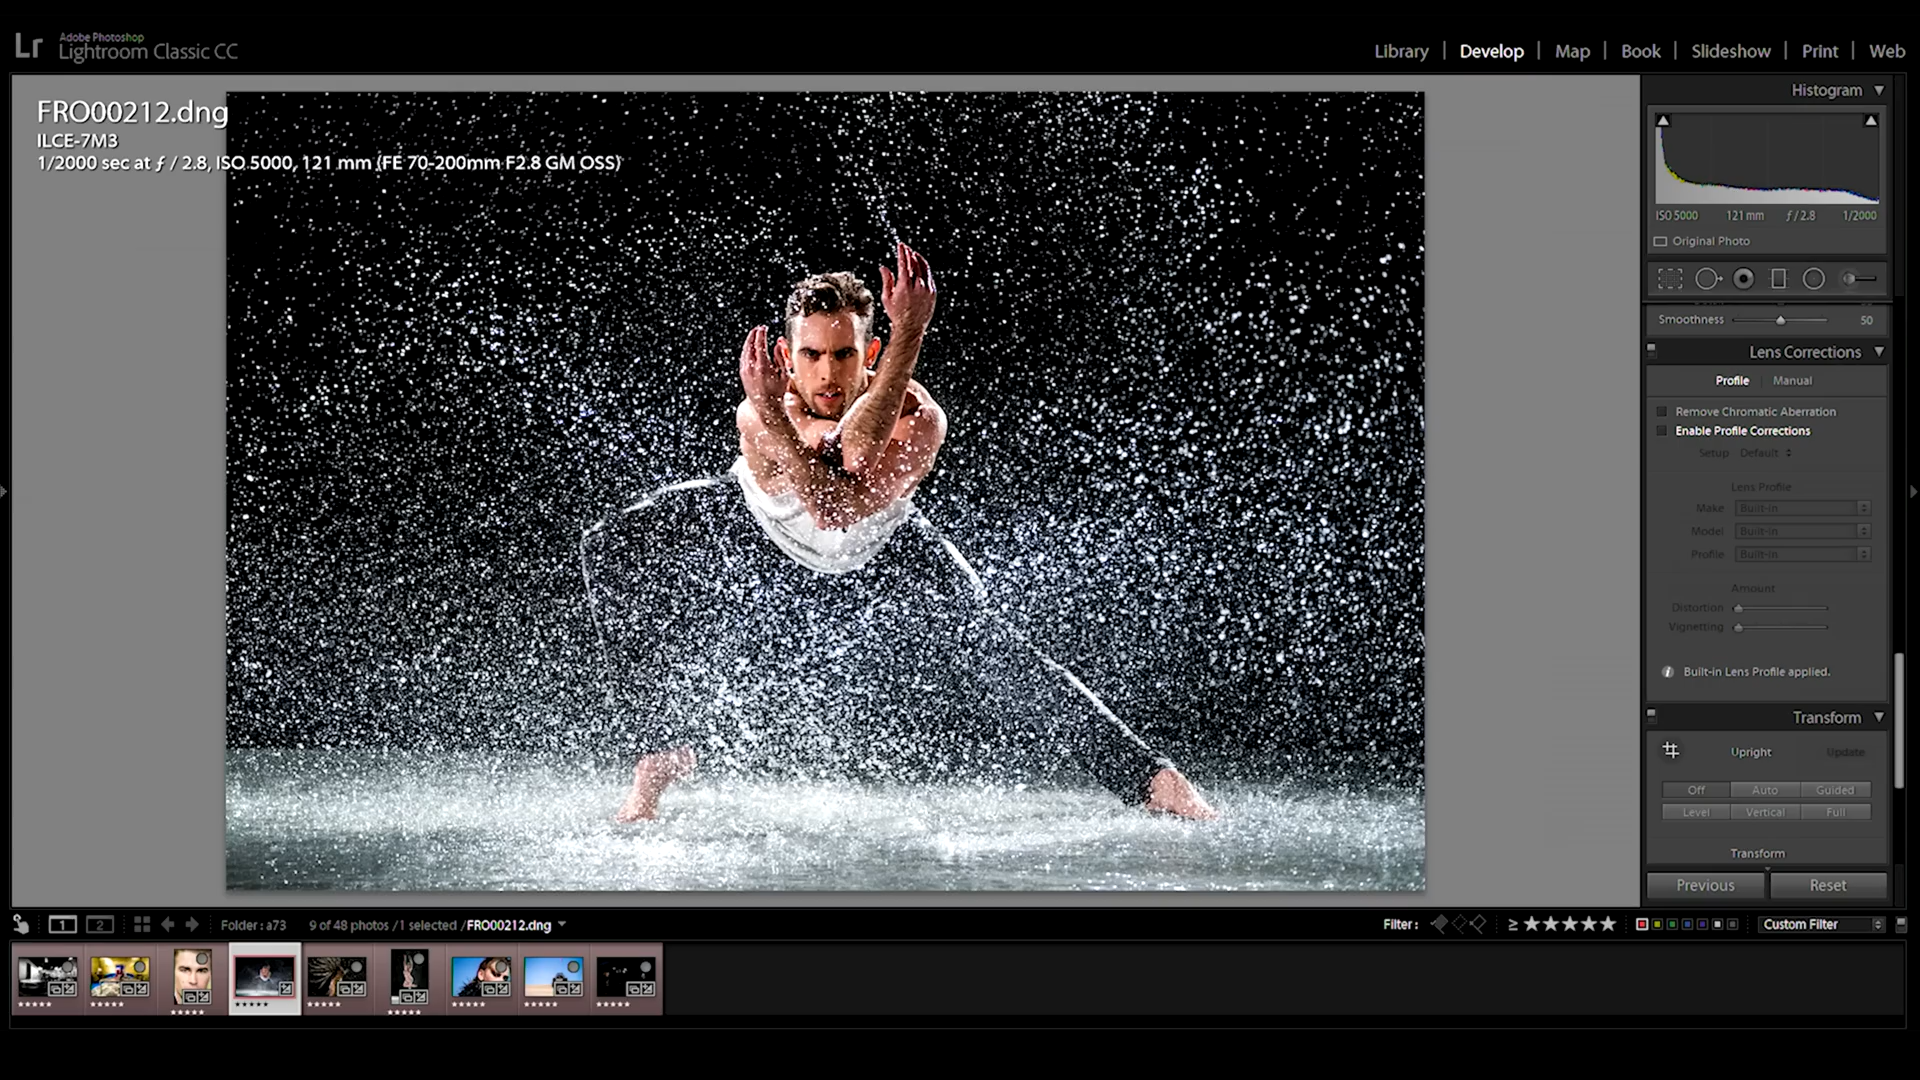 Lr Adobe Photoshop
Lightroom Classic CC
Library | Develop | Map | Book | Slideshow | Print | Web
FRO00212.dng
ILCE-7M3
1/2000 sec at ƒ / 2.8, ISO 5000, 121 mm (FE 70-200mm F2.8 GM OSS)
Histogram
ISO 5000 121 mm ƒ / 2.8 1/2000
Original Photo
Smoothness 50
Lens Corrections
Profile Manual
Remove Chromatic Aberration
Enable Profile Corrections
Setup Default
Lens Profile
Make Built-in
Model Built-in
Profile Built-in
Amount
Distortion
Vignetting
Built-in Lens Profile applied.
Transform
Upright Update
Off Auto Guided
Level Vertical Full
Transform
Previous Reset
1 2 Folder : a73 9 of 48 photos / 1 selected / FRO00212.dng Filter : ≥ ★★★★★ Custom Filter